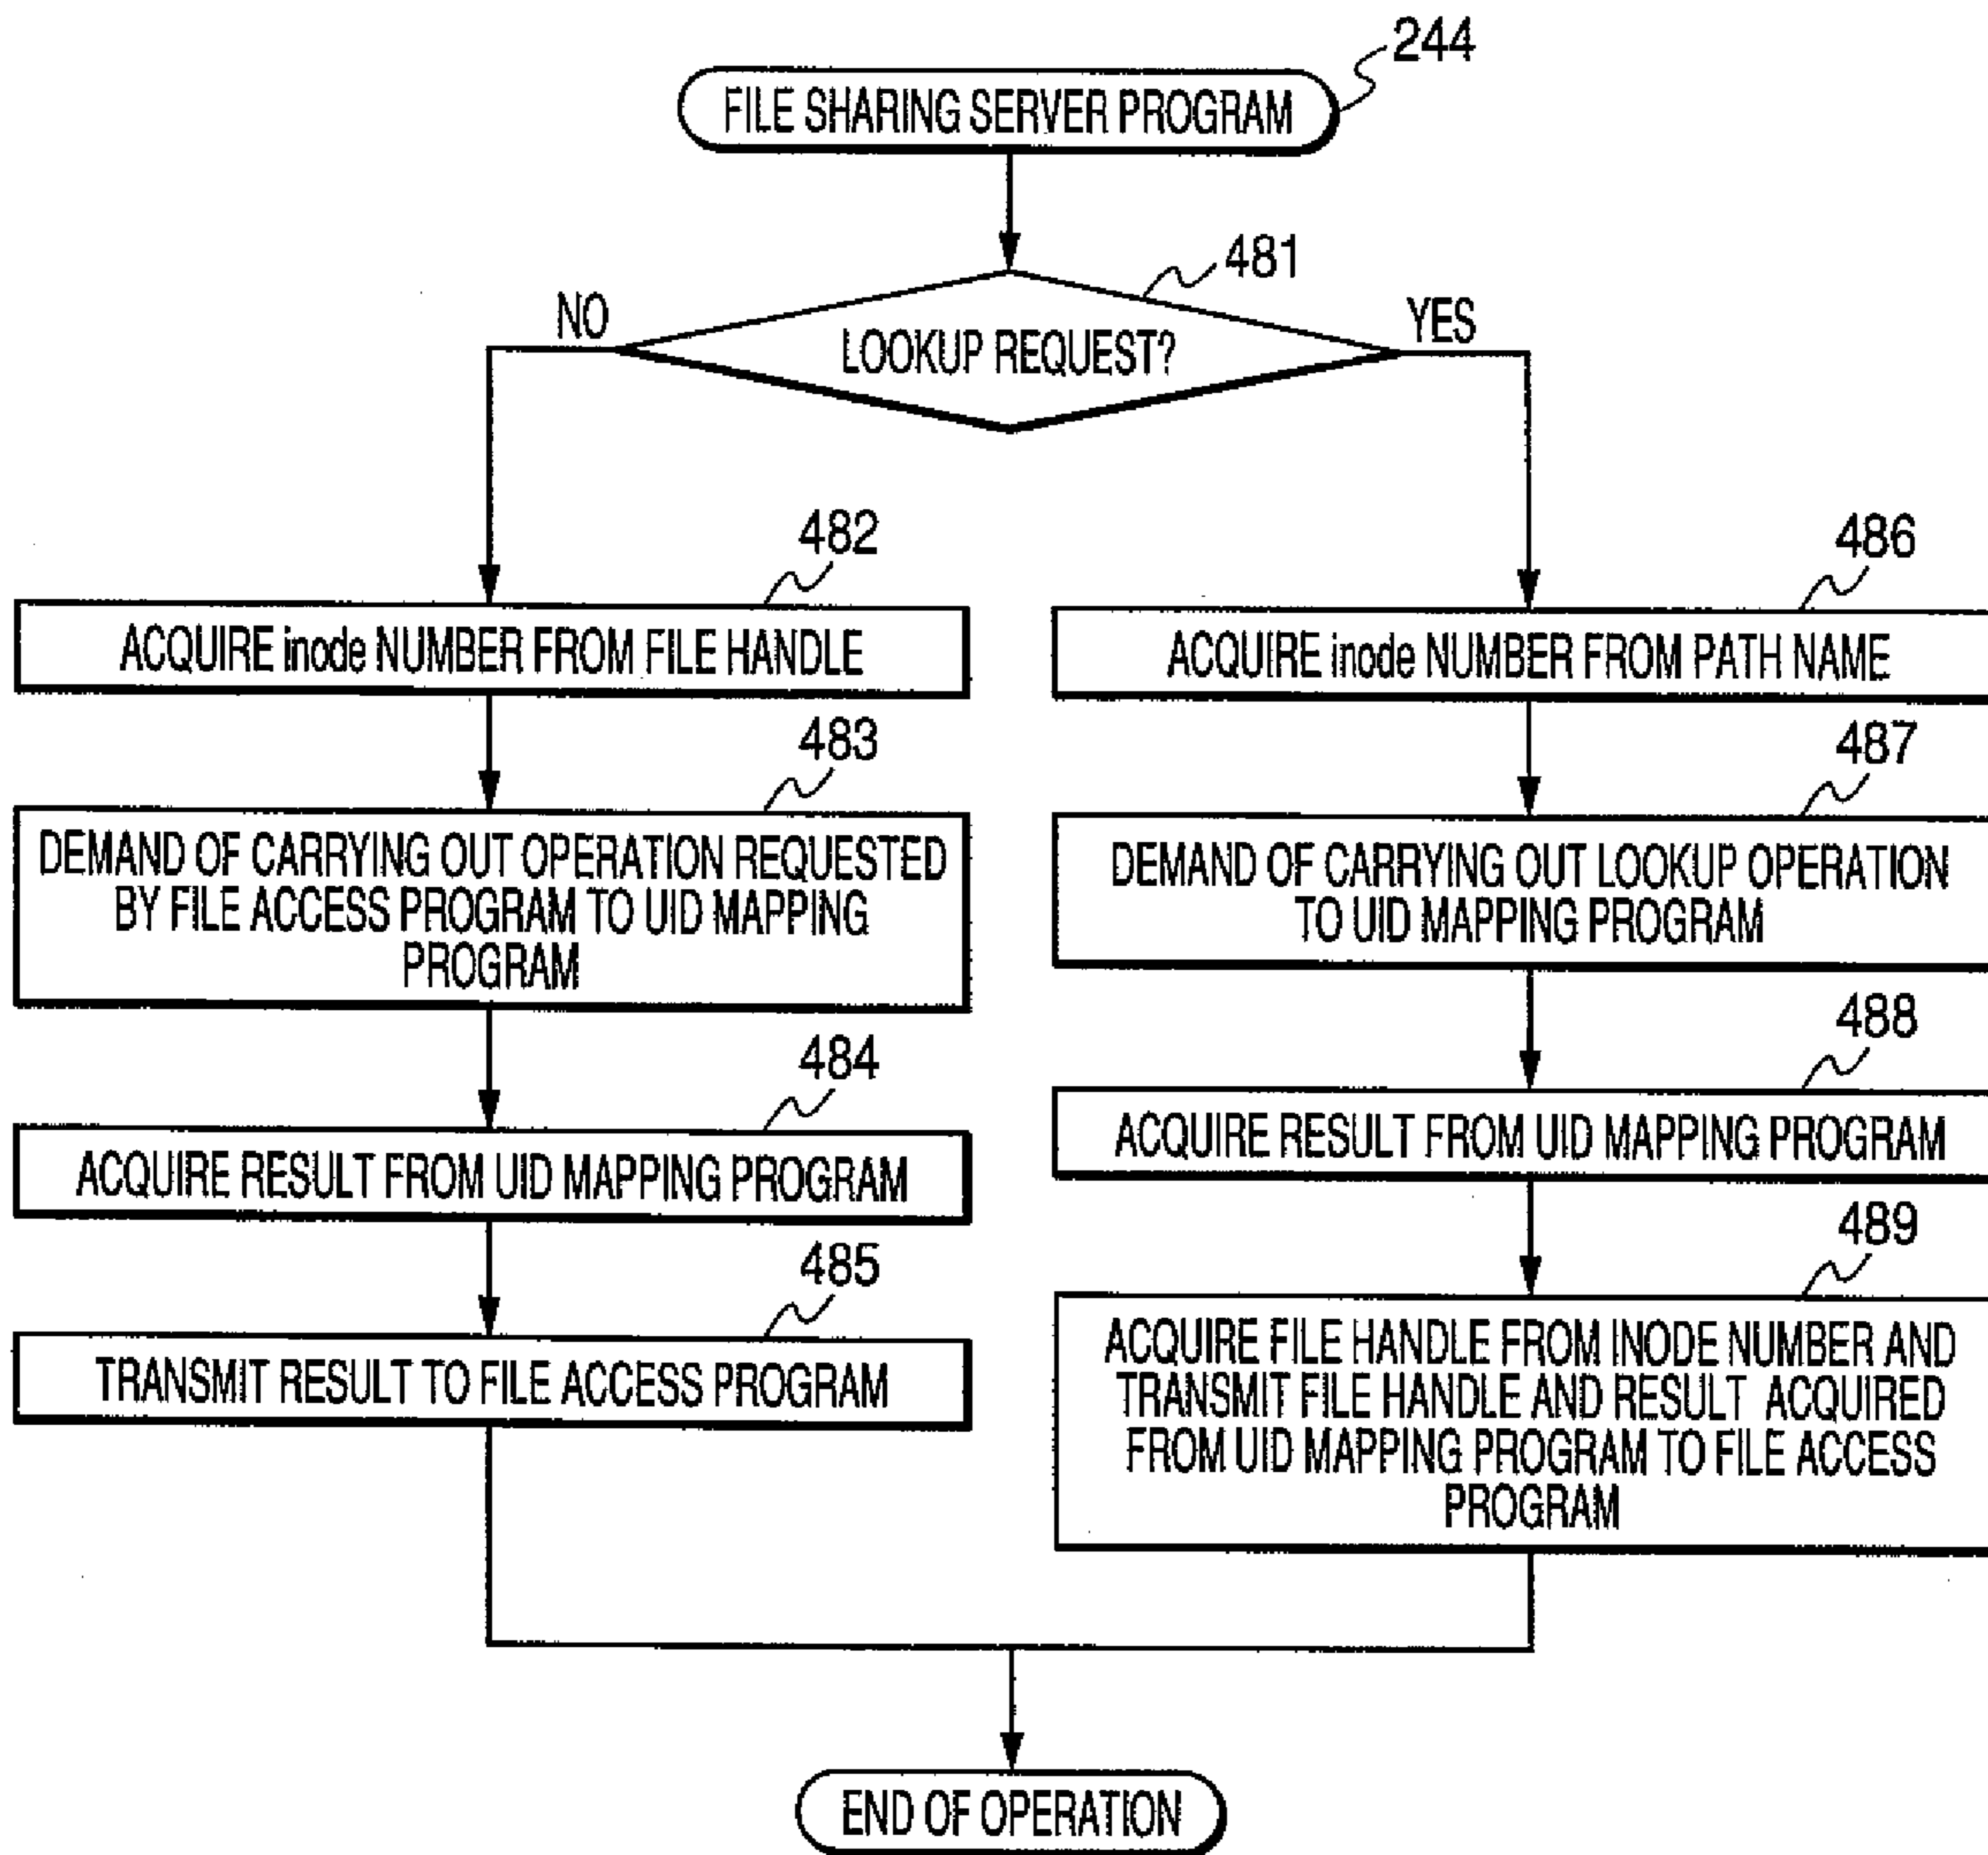 244
FILE SHARING SERVER PROGRAM
481
NO
YES
LOOKUP REQUEST?
482
ACQUIRE inode NUMBER FROM FILE HANDLE
483
DEMAND OF CARRYING OUT OPERATION REQUESTED
BY FILE ACCESS PROGRAM TO UID MAPPING
PROGRAM
484
ACQUIRE RESULT FROM UID MAPPING PROGRAM
485
TRANSMIT RESULT TO FILE ACCESS PROGRAM
486
ACQUIRE inode NUMBER FROM PATH NAME
487
DEMAND OF CARRYING OUT LOOKUP OPERATION
TO UID MAPPING PROGRAM
488
ACQUIRE RESULT FROM UID MAPPING PROGRAM
489
ACQUIRE FILE HANDLE FROM INODE NUMBER AND
TRANSMIT FILE HANDLE AND RESULT ACQUIRED
FROM UID MAPPING PROGRAM TO FILE ACCESS
PROGRAM
END OF OPERATION